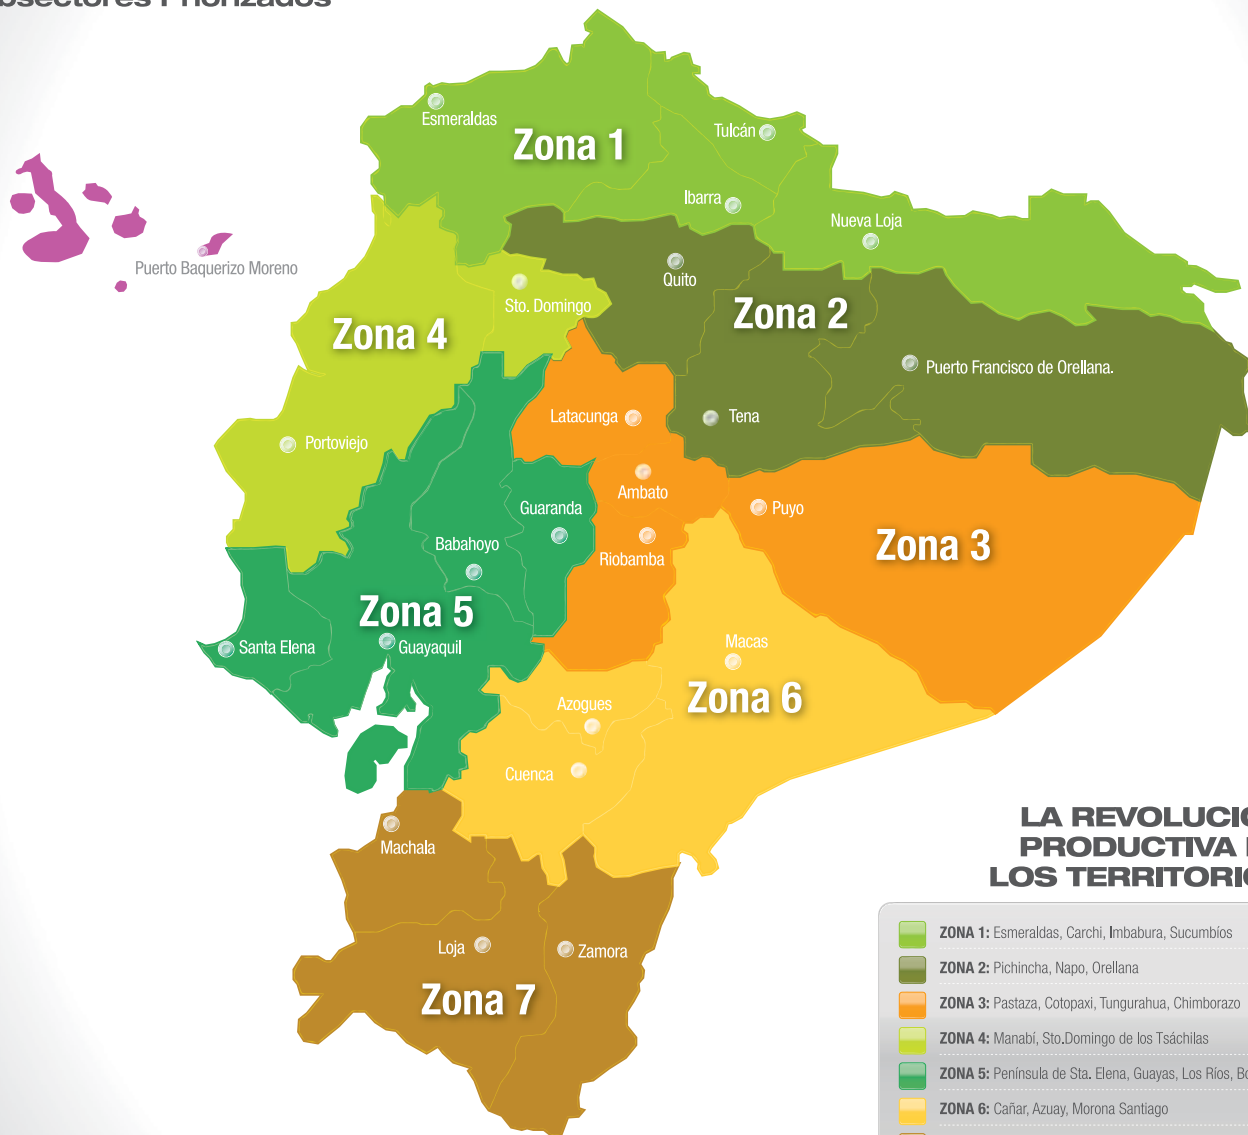 Priorizados
Esmeraldas
Zona 1
Tulcán
Ibarra
Nueva Loja
Puerto Baquerizo Moreno
Quito
Sto. Domingo
Zona 2
Zona 4
Puerto Francisco de Orellana.
Latacunga
Tena
Portoviejo
Ambato
Guaranda
Puyo
Babahoyo
Riobamba
Zona 3
Zona 5
Santa Elena
Guayaquil
Macas
Zona 6
Azogues
Cuenca
Machala
Loja
Zamora
Zona 7
LA
PRODUCTIVA
LOS
ZONA 1: Esmeraldas, Carchi, Imbabura, Sucumbíos
ZONA 2: Pichincha, Napo, Orellana
ZONA 3: Pastaza, Cotopaxi, Tungurahua, Chimborazo
ZONA 4: Manabí, Sto.Domingo de los Tsáchilas
ZONA 5: Península de Sta. Elena, Guayas, Los Ríos,
ZONA 6: Cañar, Azuay, Morona Santiago